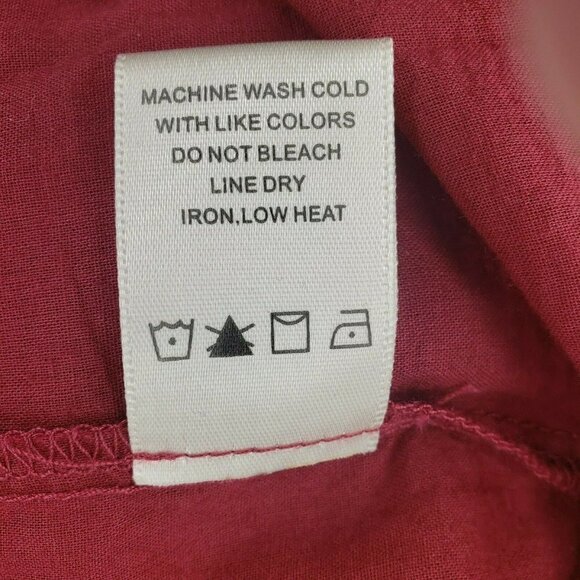 MACHINE WASH COLD
WITH LIKE COLORS
DO NOT BLEACH
LINE DRY
IRON,LOW HEAT